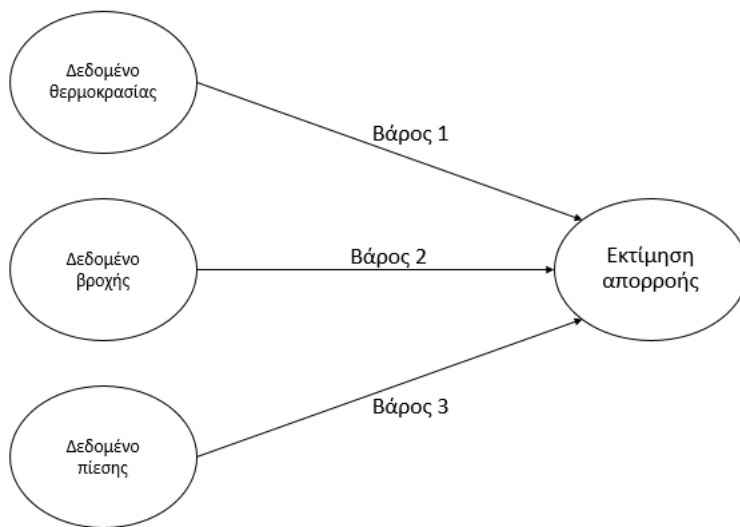 Δεδομένο
θερμοκρασίας
Βάρος 1
Δεδομένο
βροχής
Βάρος 2
Εκτίμηση
απορροής
Βάρος 3
Δεδομένο
πίεσης